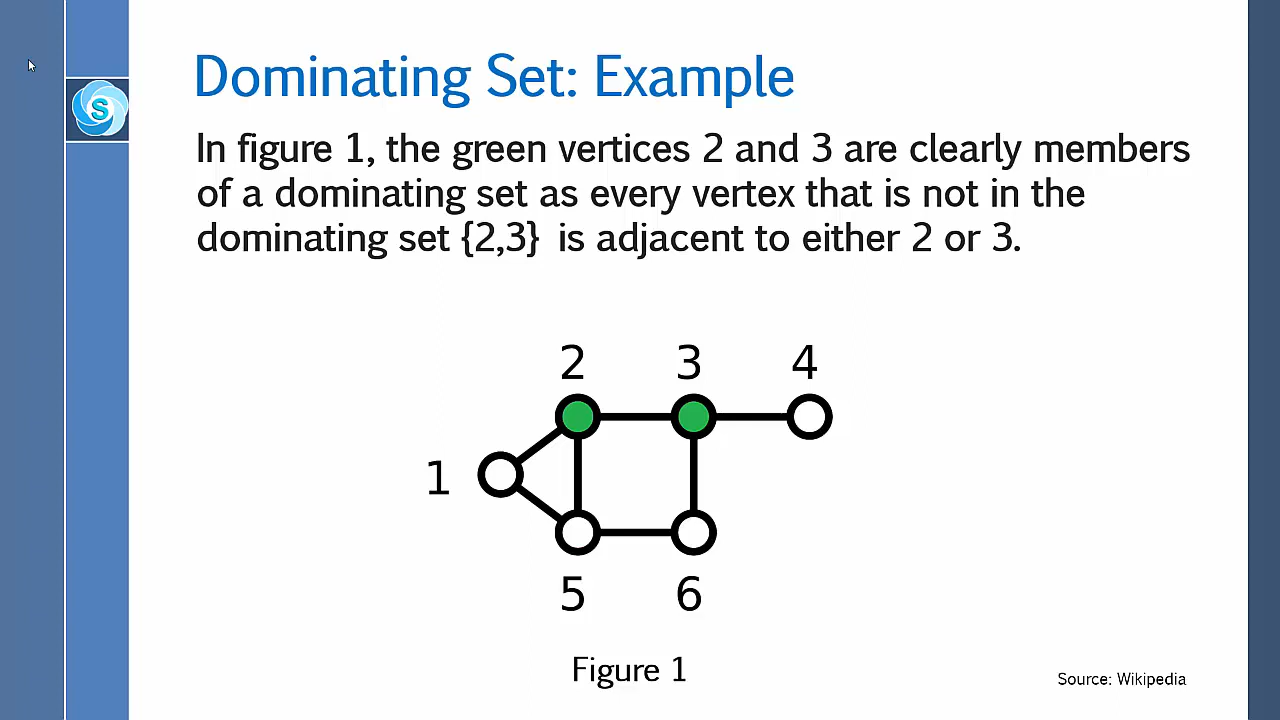 S
Dominating Set: Example
In figure 1, the green vertices 2 and 3 are clearly members
of a dominating set as every vertex that is not in the
dominating set {2,3} is adjacent to either 2 or 3.
2 3 4
1
5 6
Figure 1
Source: Wikipedia